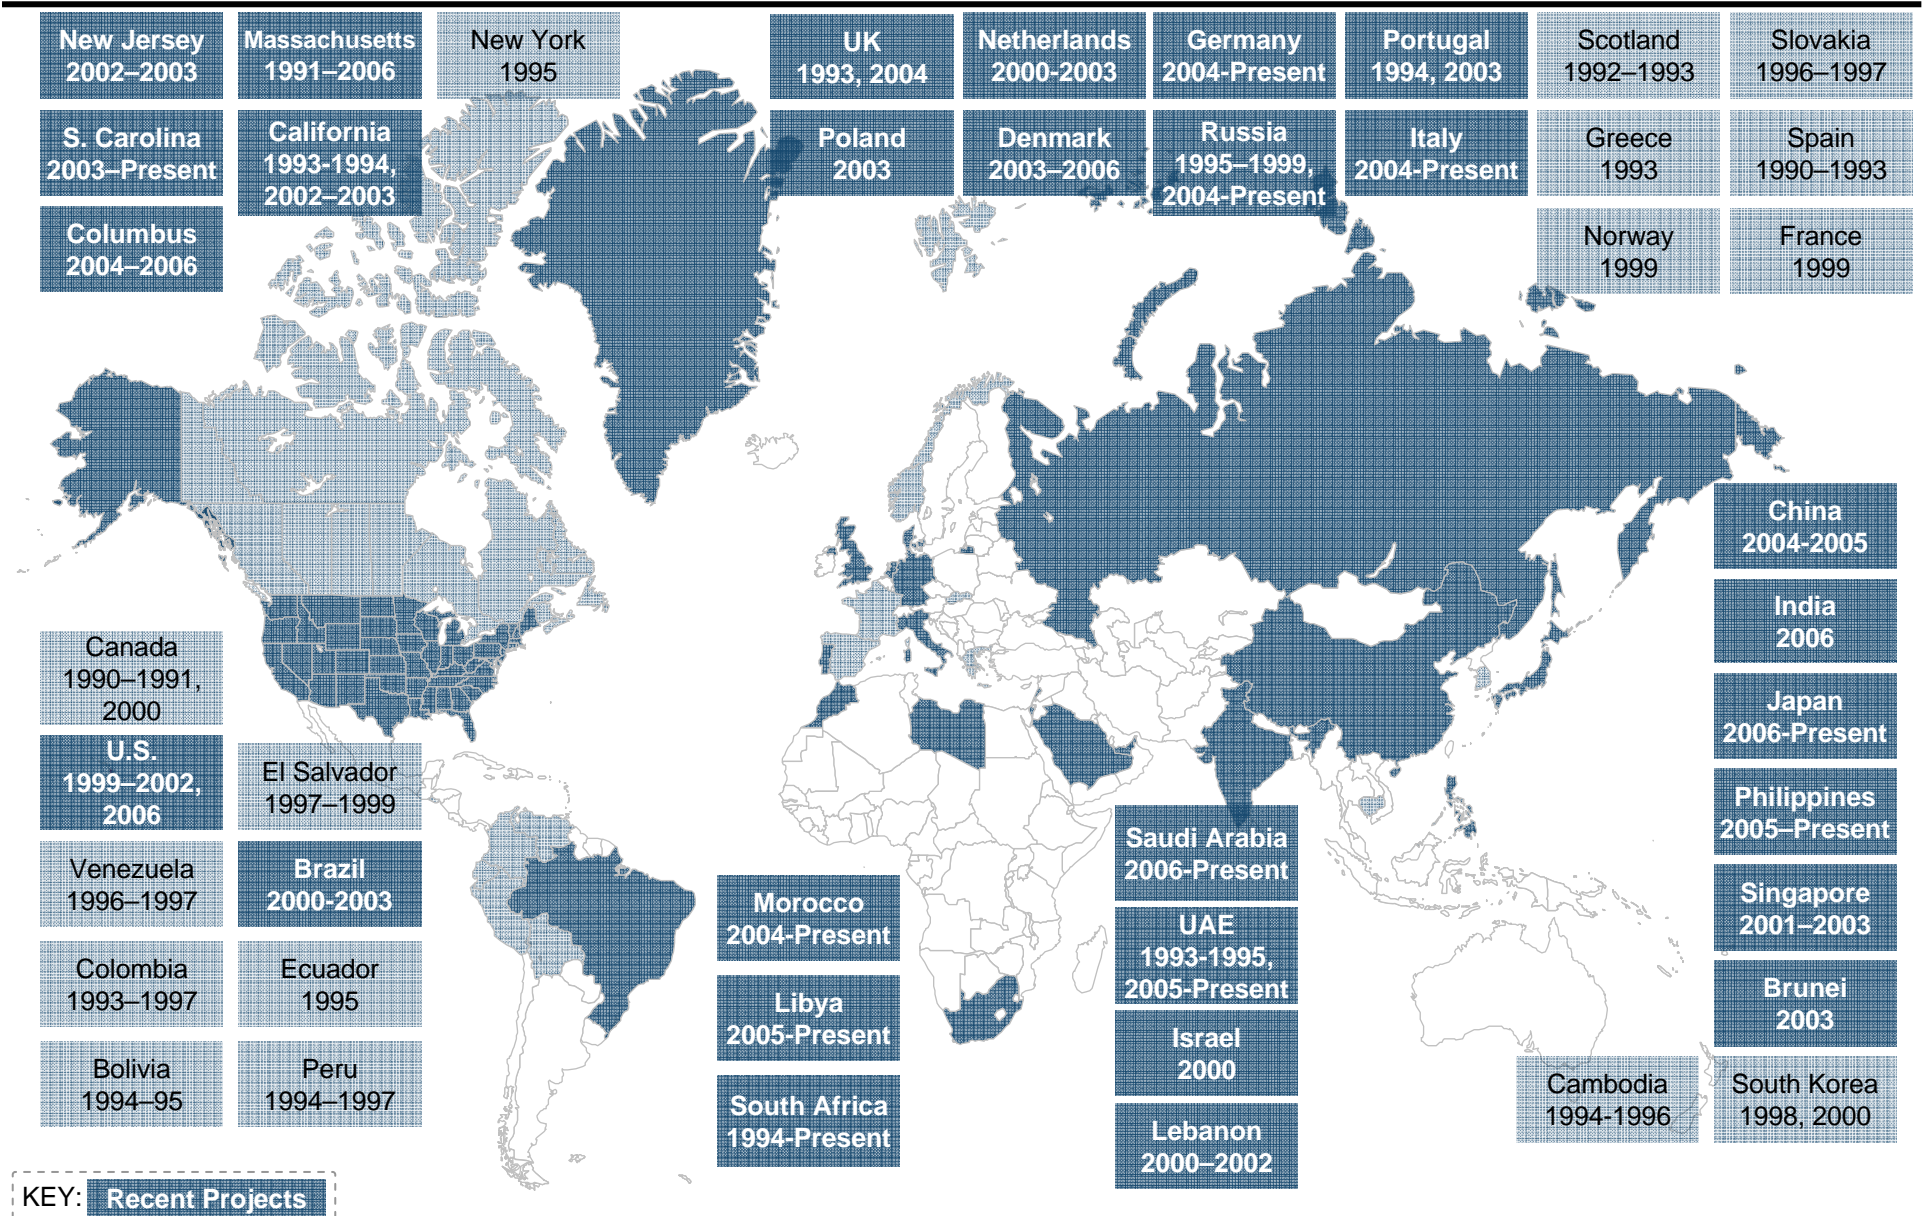 New Jersey
2002–2003
Massachusetts
1991–2006
New York
1995
UK
1993, 2004
Netherlands
2000-2003
Germany
2004-Present
Portugal
1994, 2003
Scotland
1992–1993
Slovakia
1996–1997
S. Carolina
2003–Present
California
1993-1994,
2002–2003
Poland
2003
Denmark
2003–2006
Russia
1995–1999,
2004-Present
Italy
2004-Present
Greece
1993
Spain
1990–1993
Columbus
2004–2006
Norway
1999
France
1999
China
2004-2005
India
2006
Japan
2006-Present
Philippines
2005–Present
Singapore
2001–2003
Brunei
2003
Canada
1990–1991,
2000
U.S.
1999–2002,
2006
El Salvador
1997–1999
Venezuela
1996–1997
Brazil
2000-2003
Colombia
1993–1997
Ecuador
1995
Bolivia
1994–95
Peru
1994–1997
Morocco
2004-Present
Libya
2005-Present
South Africa
1994-Present
Saudi Arabia
2006-Present
UAE
1993-1995,
2005-Present
Israel
2000
Lebanon
2000–2002
Cambodia
1994-1996
South Korea
1998, 2000
KEY: Recent Projects